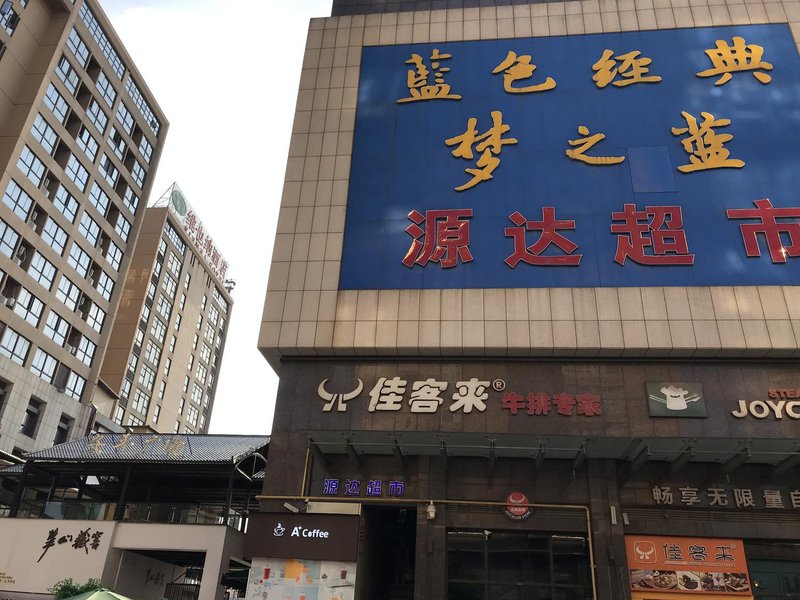 藍色经典
梦之蓝
源达超市
佳客来®
牛排专家
STE
JOYC
源达超市
畅享无限量自
A+ Coffee
佳客来®